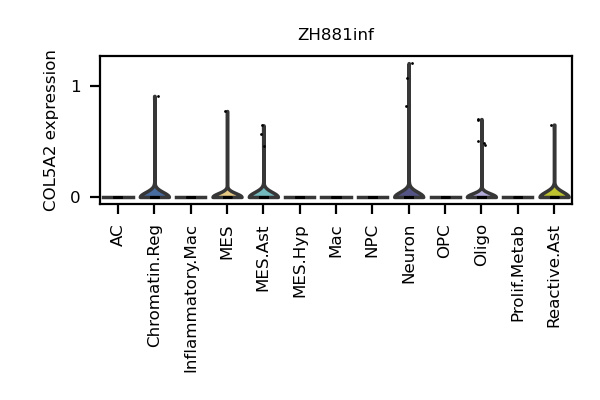 ZH881inf
COL5A2 expression
1
0
AC
Chromatin.Reg
Inflammatory.Mac
MES
MES.Ast
MES.Hyp
Mac
NPC
Neuron
OPC
Oligo
Prolif.Metab
Reactive.Ast